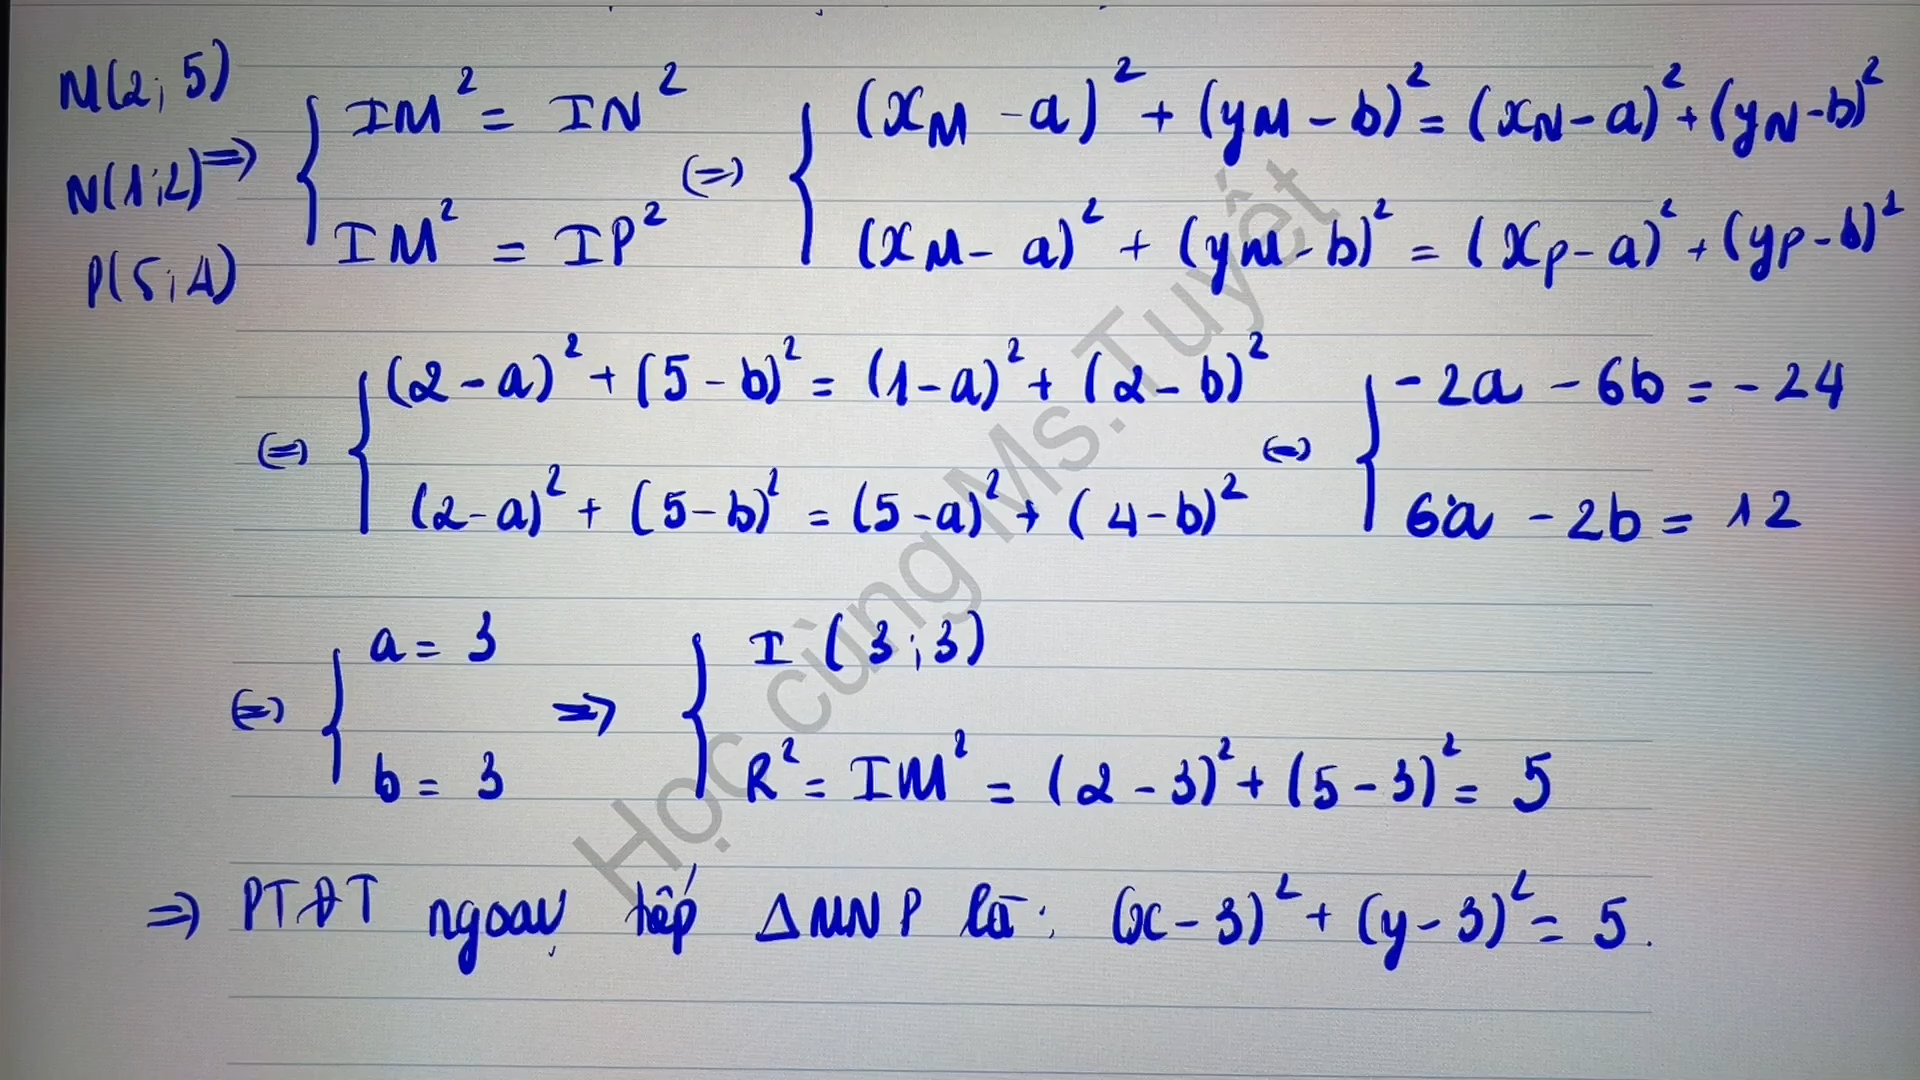 M(2; 5)
N(1;2) => { IM² = IN² (=) { (x_M - a)² + (y_M - b)² = (x_N - a)² + (y_N - b)²
P(5;4) IM² = IP² (x_M - a)² + (y_M - b)² = (x_P - a)² + (y_P - b)²
(=) { (2 - a)² + (5 - b)² = (1 - a)² + (2 - b)² (=) { -2a - 6b = -24
(2-a)² + (5-b)² = (5-a)² + (4-b)² 6a - 2b = 12
(=) { a = 3 => { I (3;3)
b = 3 R² = IM² = (2 - 3)² + (5 - 3)² = 5
=> PTĐT ngoại tiếp ΔMNP là: (x - 3)² + (y - 3)² = 5.
Học cùng Ms.Tuyết